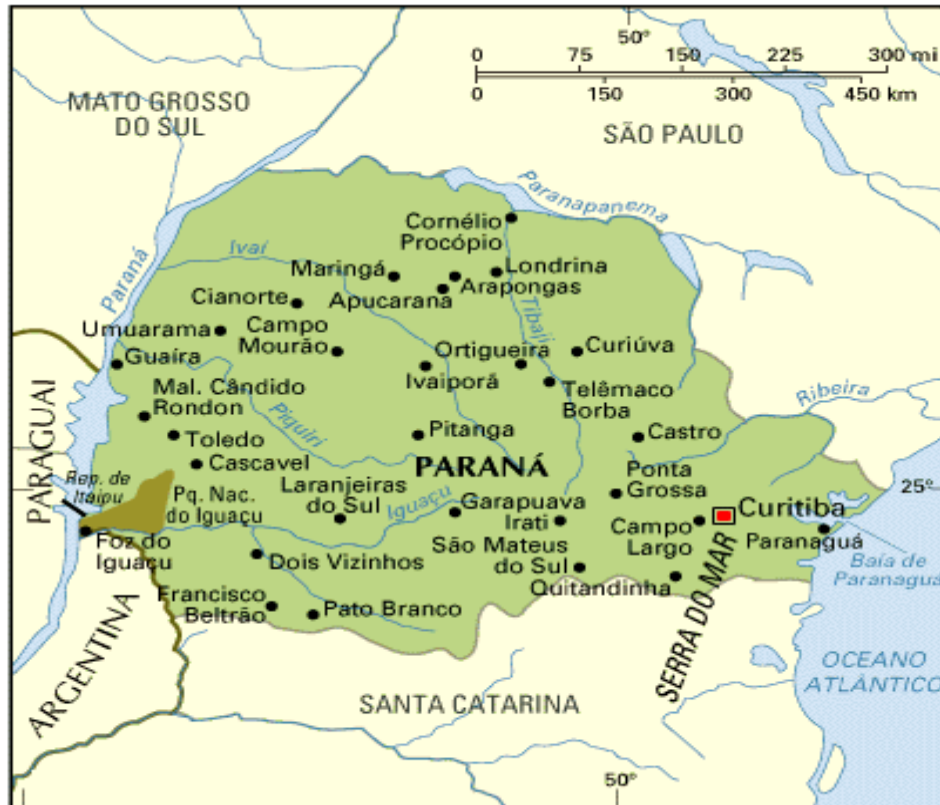 50°
0 75 150 225 300 mi
0 150 300 450 km
MATO GROSSO
DO SUL
SÃO PAULO
Paranapanema
Cornélio
Procópio
Ivaí
Paraná
Maringá
Londrina
Arapongas
Apucarana
Cianorte
Tibaji
Umuarama
Campo
Mourão
Guaíra
Ortigueira
Curiúva
Ivaiporã
Telêmaco
Borba
Ribeira
Mal. Cândido
Rondon
Piquiri
Toledo
Pitanga
Castro
PARAGUAI
Cascavel
PARANÁ
Rep. de
Itaipu
Pq. Nac.
do Iguaçu
Laranjeiras
do Sul
Iguaçu
Garapuava
Ponta
Grossa
25°
Irati
Campo
Largo
Curitiba
Paranaguá
Foz do
Iguaçu
Dois Vizinhos
São Mateus
do Sul
Baía de
Paranaguá
Quitandinha
Francisco
Beltrão
Pato Branco
SERRA DO MAR
ARGENTINA
SANTA CATARINA
OCEANO
ATLÂNTICO
50°